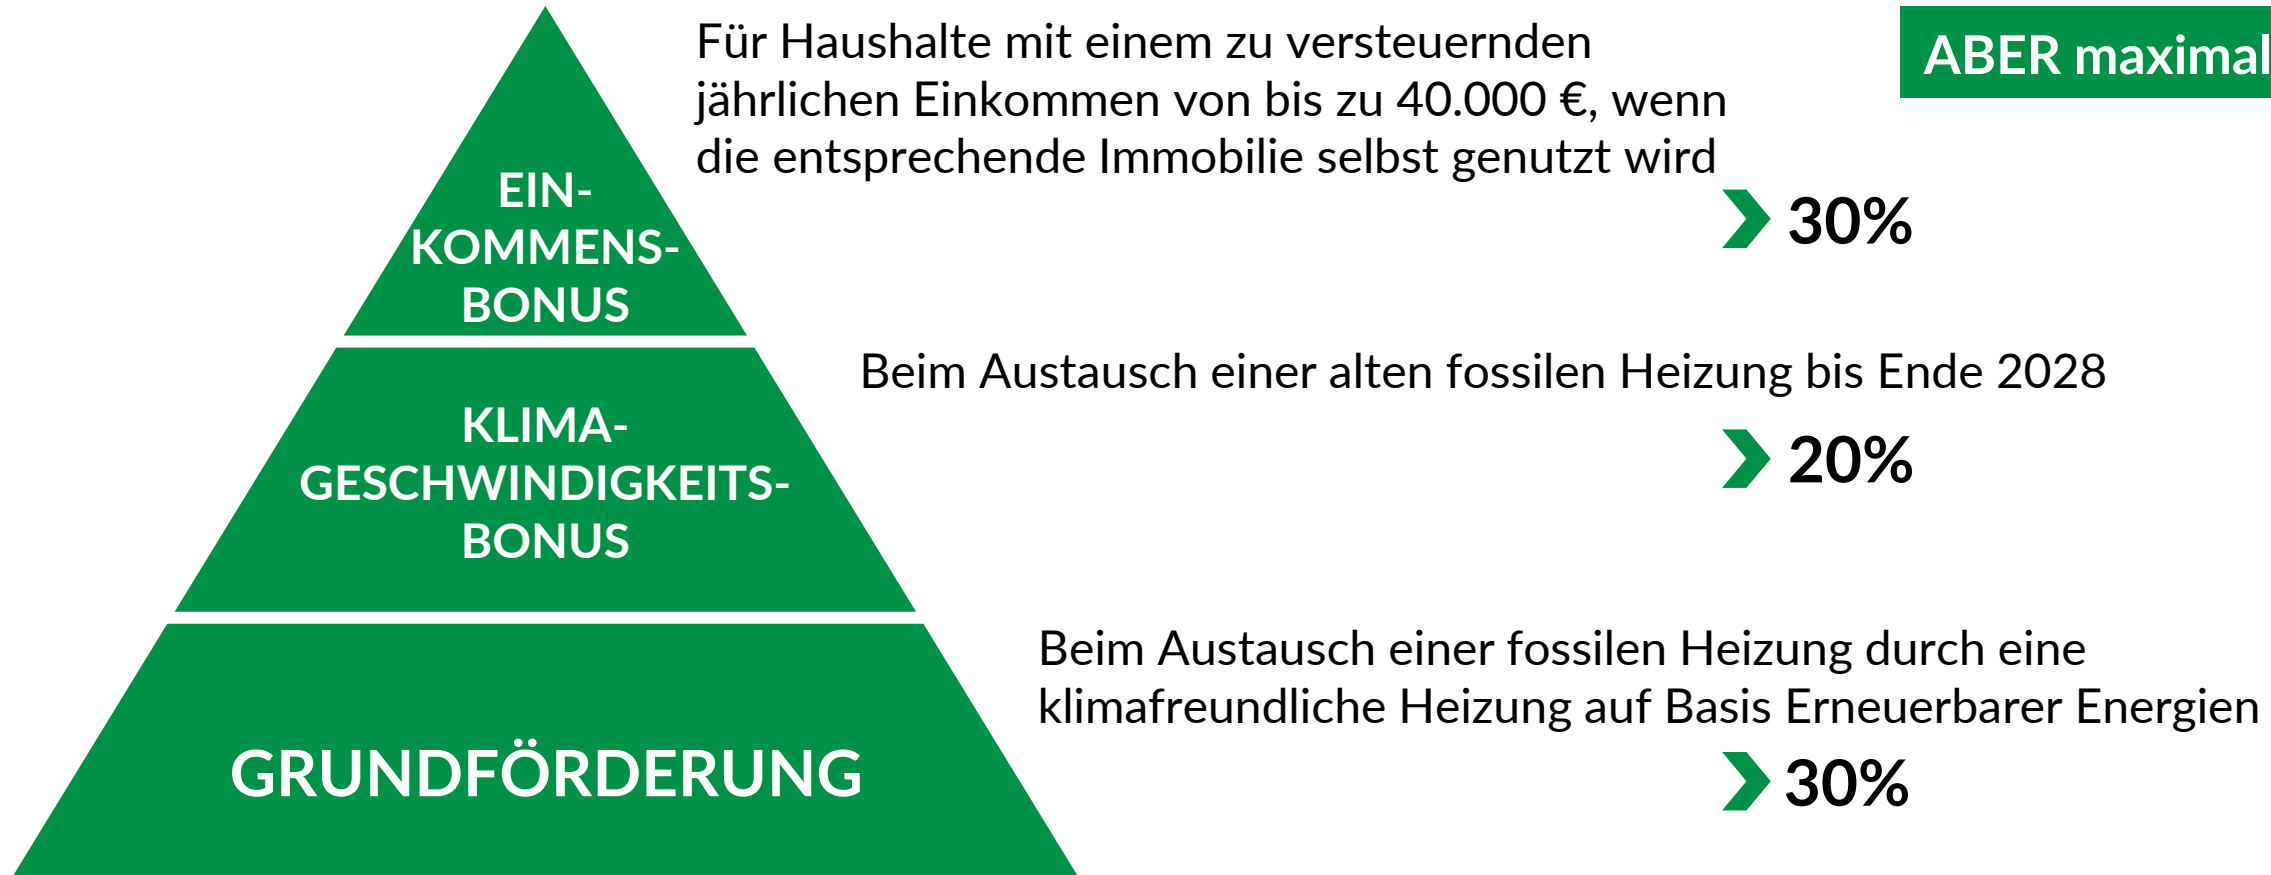 Für Haushalte mit einem zu versteuernden
jährlichen Einkommen von bis zu 40.000 €, wenn
die entsprechende Immobilie selbst genutzt wird
ABER maximal
EIN-
KOMMENS-
BONUS
30%
Beim Austausch einer alten fossilen Heizung bis Ende 2028
KLIMA-
GESCHWINDIGKEITS-
BONUS
20%
Beim Austausch einer fossilen Heizung durch eine
klimafreundliche Heizung auf Basis Erneuerbarer Energien
GRUNDFÖRDERUNG
30%